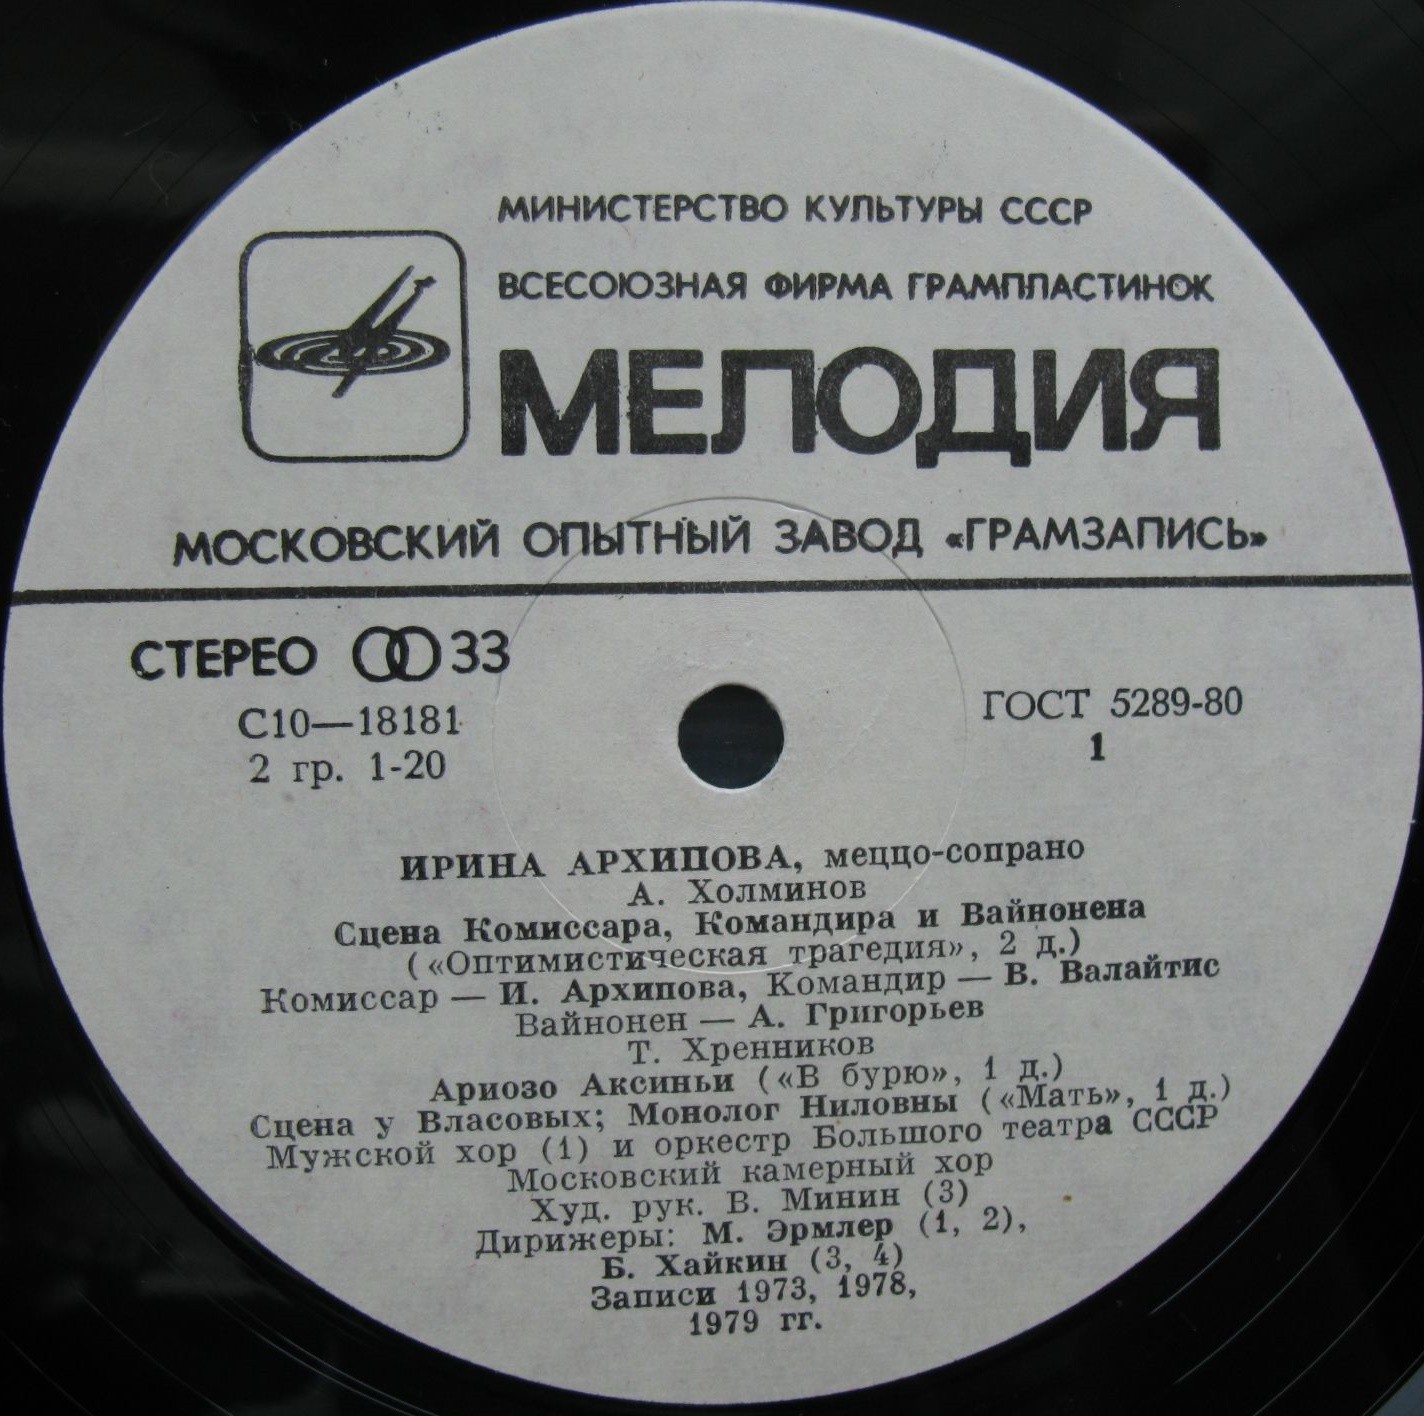 МИНИСТЕРСТВО КУЛЬТУРЫ СССР
ВСЕСОЮЗНАЯ ФИРМА ГРАМПЛАСТИНОК
МЕЛОДИЯ
МОСКОВСКИЙ ОПЫТНЫЙ ЗАВОД «ГРАМЗАПИСЬ»
СТЕРЕО 33
С10—18181
2 гр. 1-20
ГОСТ 5289-80
1
ИРИНА АРХИПОВА, меццо-сопрано
А. Холминов
Сцена Комиссара, Командира и Вайнонена
(«Оптимистическая трагедия», 2 д.)
Комиссар — И. Архипова, Командир — В. Валайтис
Вайнонен — А. Григорьев
Т. Хренников
Ариозо Аксиньи («В бурю», 1 д.)
Сцена у Власовых; Монолог Ниловны («Мать», 1 д.)
Мужской хор (1) и оркестр Большого театра СССР
Московский камерный хор
Худ. рук. В. Минин (3)
Дирижеры: М. Эрмлер (1, 2),
Б. Хайкин (3, 4)
Записи 1973, 1978,
1979 гг.